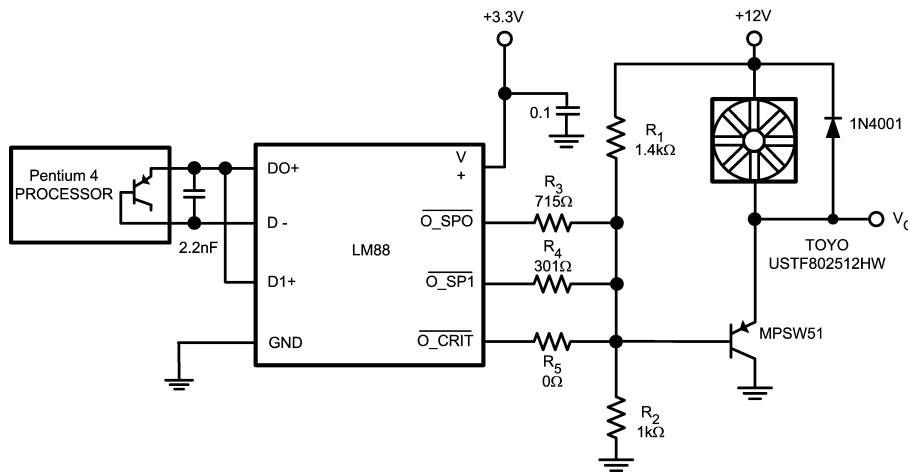 +3.3V
+12V
0.1
R1
1.4kΩ
1N4001
Pentium 4
PROCESSOR
2.2nF
DO+
D -
D1+
GND
LM88
V
+
O_SPO
O_SP1
O_CRIT
R3
715Ω
R4
301Ω
R5
0Ω
R2
1kΩ
TOYO
USTF802512HW
MPSW51